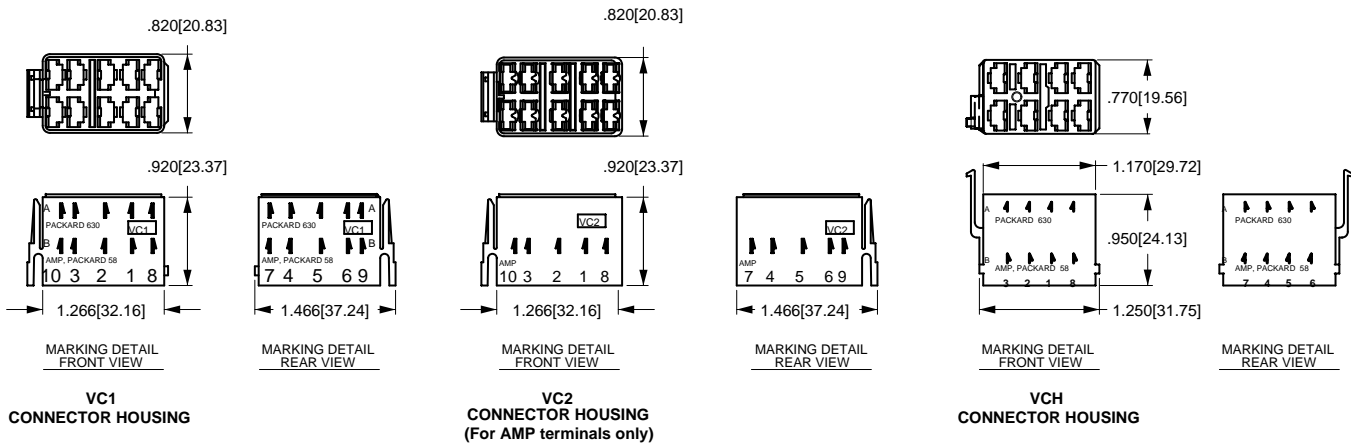 .820[20.83]
.820[20.83]
.770[19.56]
.920[23.37]
.920[23.37]
1.170[29.72]
A
PACKARD 630
VC1
B
AMP, PACKARD 58
10 3 2 1 8
A
PACKARD 630
VC1
B
AMP, PACKARD 58
7 4 5 6 9
VC2
AMP
10 3 2 1 8
VC2
AMP
7 4 5 6 9
A
PACKARD 630
B
AMP, PACKARD 58
3 2 1 8
.950[24.13]
A
PACKARD 630
B
AMP, PACKARD 58
7 4 5 6
1.266[32.16]
1.466[37.24]
1.266[32.16]
1.466[37.24]
1.250[31.75]
MARKING DETAIL
FRONT VIEW
MARKING DETAIL
REAR VIEW
MARKING DETAIL
FRONT VIEW
MARKING DETAIL
REAR VIEW
MARKING DETAIL
FRONT VIEW
MARKING DETAIL
REAR VIEW
VC1
CONNECTOR HOUSING
VC2
CONNECTOR HOUSING
(For AMP terminals only)
VCH
CONNECTOR HOUSING